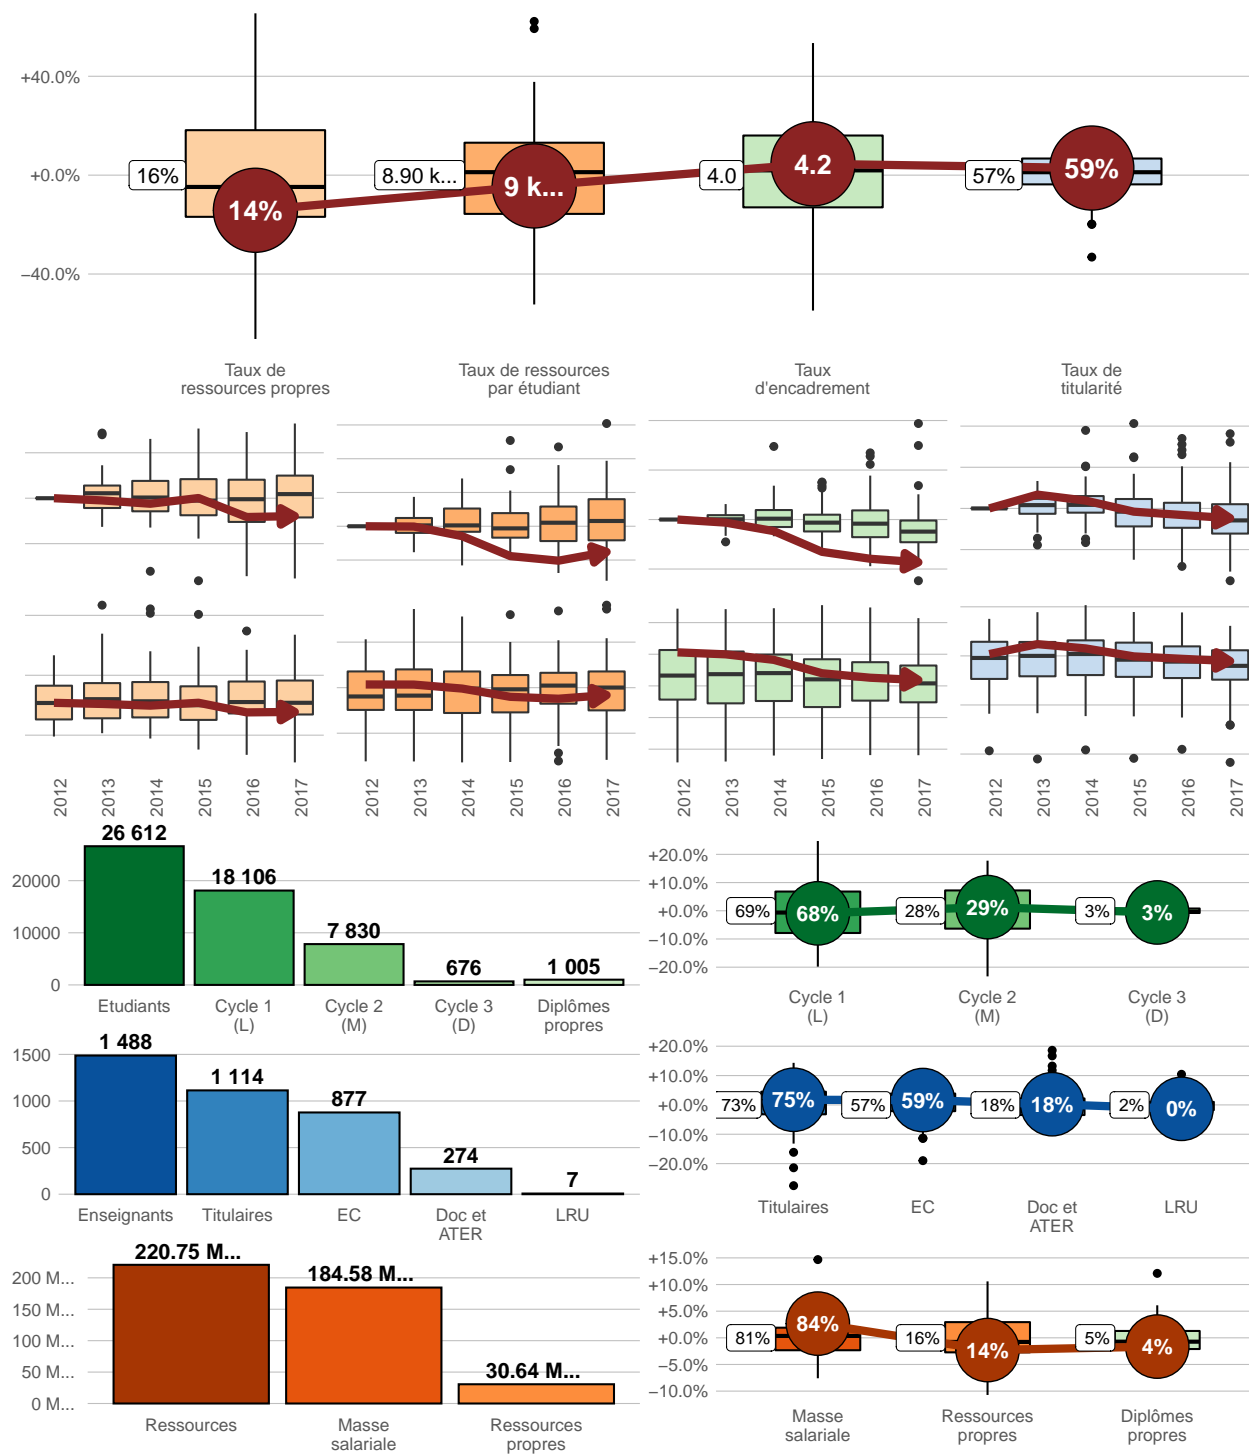 +40.0%
+0.0%
−40.0%
16%
14%
8.90 k...
9 k...
4.0
4.2
57%
59%
Taux de
ressources propres
Taux de ressources
par étudiant
Taux
d'encadrement
Taux de
titularité
2012
2013
2014
2015
2016
2017
2012
2013
2014
2015
2016
2017
2012
2013
2014
2015
2016
2017
2012
2013
2014
2015
2016
2017
20000
10000
0
26 612
18 106
7 830
676
1 005
Etudiants
Cycle 1
(L)
Cycle 2
(M)
Cycle 3
(D)
Diplômes
propres
+20.0%
+10.0%
+0.0%
−10.0%
−20.0%
69%
68%
28%
29%
3%
3%
Cycle 1
(L)
Cycle 2
(M)
Cycle 3
(D)
1500
1000
500
0
1 488
1 114
877
274
7
Enseignants
Titulaires
EC
Doc et
ATER
LRU
+20.0%
+10.0%
+0.0%
−10.0%
−20.0%
73%
75%
57%
59%
18%
18%
2%
0%
Titulaires
EC
Doc et
ATER
LRU
200 M...
150 M...
100 M...
50 M...
0 M...
220.75 M...
184.58 M...
30.64 M...
Ressources
Masse
salariale
Ressources
propres
+15.0%
+10.0%
+5.0%
+0.0%
−5.0%
−10.0%
81%
84%
16%
14%
5%
4%
Masse
salariale
Ressources
propres
Diplômes
propres